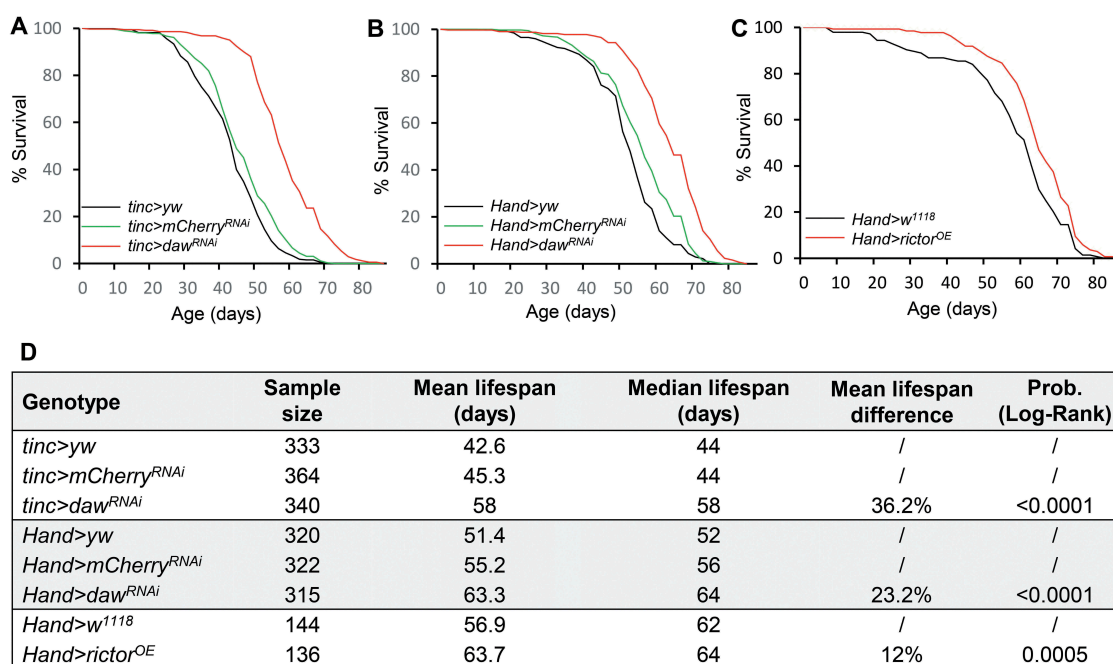 A
% Survival
100
80
60
40
20
0
tinc>yw
tinc>mCherryRNAi
tinc>dawRNAi
0 10 20 30 40 50 60 70 80
Age (days)
B
% Survival
100
80
60
40
20
0
Hand>yw
Hand>mCherryRNAi
Hand>dawRNAi
0 10 20 30 40 50 60 70 80
Age (days)
C
% Survival
100
80
60
40
20
0
Hand>w1118
Hand>rictorOE
0 10 20 30 40 50 60 70 80
Age (days)
D
Genotype Sample size Mean lifespan (days) Median lifespan (days) Mean lifespan difference Prob. (Log-Rank)
tinc>yw 333 42.6 44 / /
tinc>mCherryRNAi 364 45.3 44 / /
tinc>dawRNAi 340 58 58 36.2% <0.0001
Hand>yw 320 51.4 52 / /
Hand>mCherryRNAi 322 55.2 56 / /
Hand>dawRNAi 315 63.3 64 23.2% <0.0001
Hand>w1118 144 56.9 62 / /
Hand>rictorOE 136 63.7 64 12% 0.0005